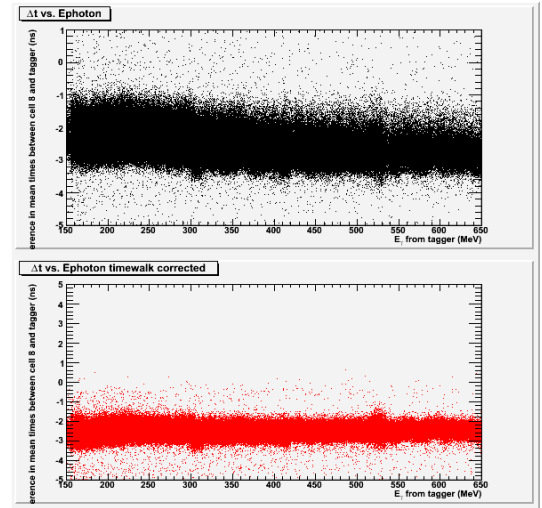 Δt vs. Ephoton
erence in mean times between cell 8 and tagger (ns)
1
0
-1
-2
-3
-4
-5
150 200 250 300 350 400 450 500 550 600 650
Eγ from tagger (MeV)
Δt vs. Ephoton timewalk corrected
erence in mean times between cell 8 and tagger (ns)
5
4
3
2
1
0
-1
-2
-3
-4
-5
150 200 250 300 350 400 450 500 550 600 650
Eγ from tagger (MeV)